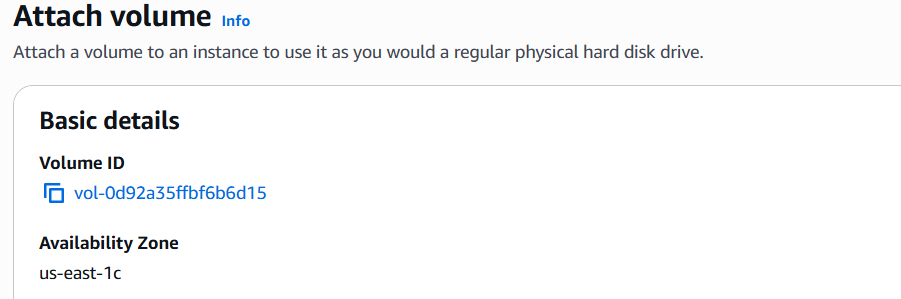 Attach volume Info
Attach a volume to an instance to use it as you would a regular physical hard disk drive.
Basic details
Volume ID
vol-0d92a35ffbf6b6d15
Availability Zone
us-east-1c